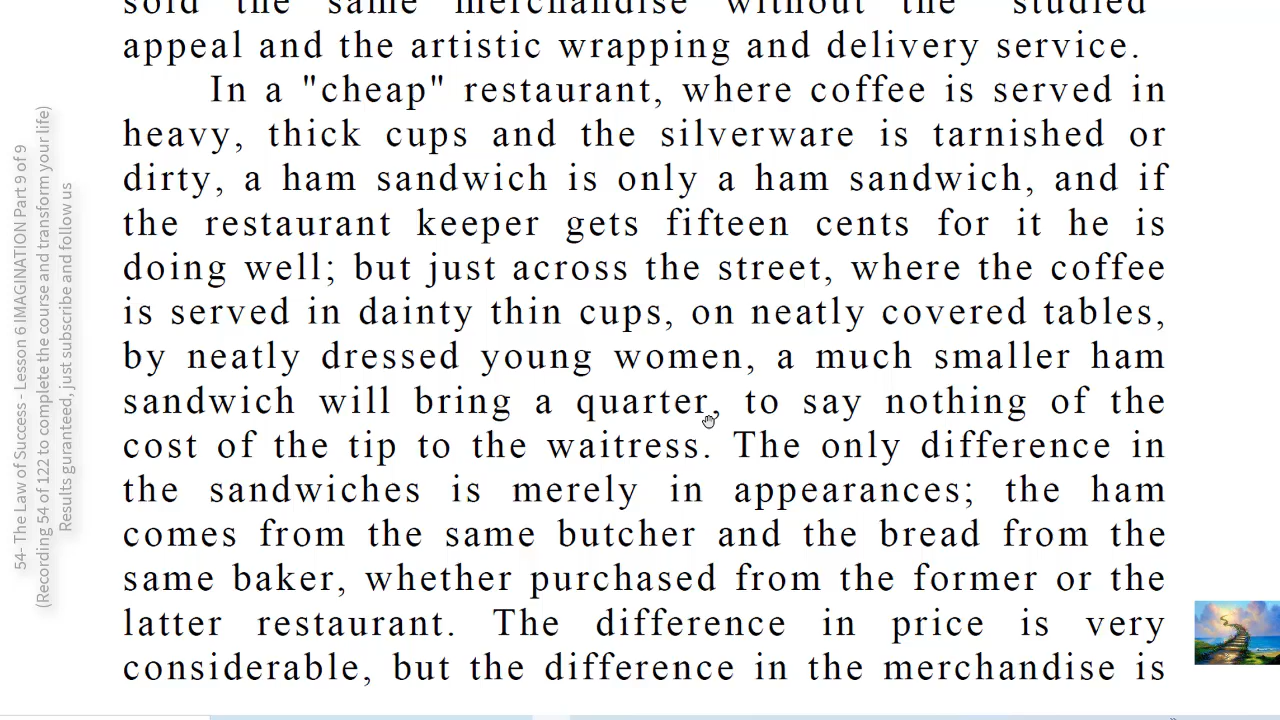 sold the same merchandise without the "studied"
appeal and the artistic wrapping and delivery service.
In a "cheap" restaurant, where coffee is served in
heavy, thick cups and the silverware is tarnished or
dirty, a ham sandwich is only a ham sandwich, and if
the restaurant keeper gets fifteen cents for it he is
doing well; but just across the street, where the coffee
is served in dainty thin cups, on neatly covered tables,
by neatly dressed young women, a much smaller ham
sandwich will bring a quarter, to say nothing of the
cost of the tip to the waitress. The only difference in
the sandwiches is merely in appearances; the ham
comes from the same butcher and the bread from the
same baker, whether purchased from the former or the
latter restaurant. The difference in price is very
considerable, but the difference in the merchandise is
54- The Law of Success - Lesson 6 IMAGINATION Part 9 of 9
(Recording 54 of 122 to complete the course and transform your life)
Results guranteed, just subscribe and follow us